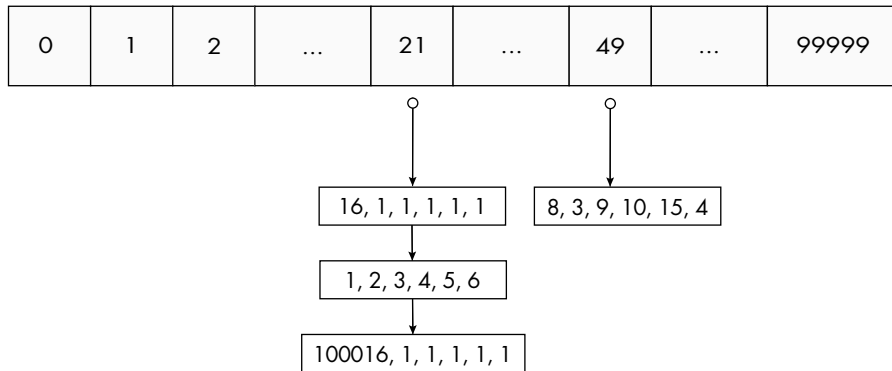 0 1 2 ... 21 ... 49 ... 99999
16, 1, 1, 1, 1, 1 8, 3, 9, 10, 15, 4
1, 2, 3, 4, 5, 6
100016, 1, 1, 1, 1, 1